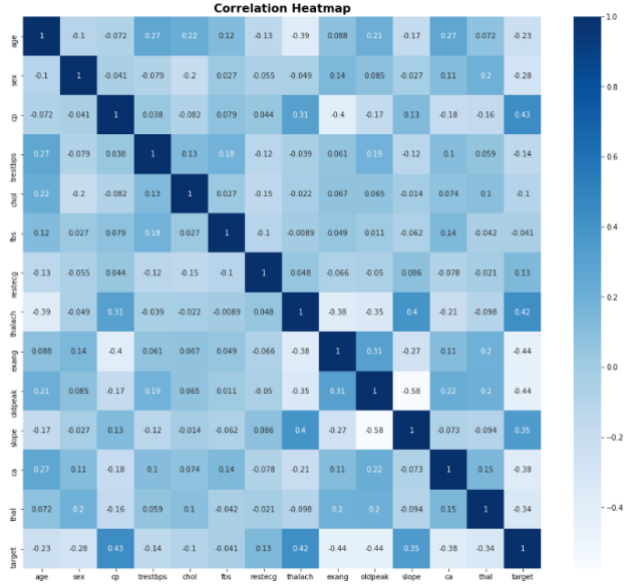 Correlation Heatmap
age 1 -0.1 -0.072 0.27 0.22 0.12 -0.13 -0.39 0.088 0.21 -0.17 0.27 0.072 -0.23
sex -0.1 1 -0.041 -0.079 -0.2 0.027 -0.055 -0.049 0.14 0.085 -0.027 0.11 0.2 -0.28
cp -0.072 -0.041 1 0.038 -0.082 0.079 0.044 0.31 -0.4 -0.17 0.13 -0.18 -0.16 0.43
trestbps 0.27 -0.079 0.038 1 0.13 0.18 -0.12 -0.039 0.061 0.19 -0.12 0.1 0.059 -0.14
chol 0.22 -0.2 -0.082 0.13 1 0.027 -0.15 -0.022 0.067 0.065 -0.014 0.074 0.1 -0.1
fbs 0.12 0.027 0.079 0.18 0.027 1 -0.1 -0.0089 0.049 0.011 -0.062 0.14 -0.042 -0.041
restecg -0.13 -0.055 0.044 -0.12 -0.15 -0.1 1 0.048 -0.066 -0.05 0.086 -0.078 -0.021 0.13
thalach -0.39 -0.049 0.31 -0.039 -0.022 -0.0089 0.048 1 -0.38 -0.35 0.4 -0.21 -0.098 0.42
exang 0.088 0.14 -0.4 0.061 0.067 0.049 -0.066 -0.38 1 0.31 -0.27 0.11 0.2 -0.44
oldpeak 0.21 0.085 -0.17 0.19 0.065 0.011 -0.05 -0.35 0.31 1 -0.58 0.22 0.2 -0.44
slope -0.17 -0.027 0.13 -0.12 -0.014 -0.062 0.086 0.4 -0.27 -0.58 1 -0.073 -0.094 0.35
ca 0.27 0.11 -0.18 0.1 0.074 0.14 -0.078 -0.21 0.11 0.22 -0.073 1 0.15 -0.38
thal 0.072 0.2 -0.16 0.059 0.1 -0.042 -0.021 -0.098 0.2 0.2 -0.094 0.15 1 -0.34
target -0.23 -0.28 0.43 -0.14 -0.1 -0.041 0.13 0.42 -0.44 -0.44 0.35 -0.38 -0.34 1
age sex cp trestbps chol fbs restecg thalach exang oldpeak slope ca thal target
1.0
0.8
0.6
0.4
0.2
0.0
−0.2
−0.4